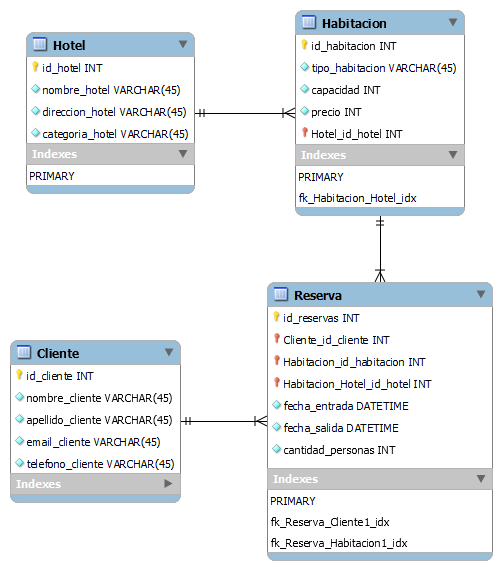 Hotel
id_hotel INT
nombre_hotel VARCHAR(45)
direccion_hotel VARCHAR(45)
categoria_hotel VARCHAR(45)
Indexes
PRIMARY
Habitacion
id_habitacion INT
tipo_habitacion VARCHAR(45)
capacidad INT
precio INT
Hotel_id_hotel INT
Indexes
PRIMARY
fk_Habitacion_Hotel_idx
Cliente
id_cliente INT
nombre_cliente VARCHAR(45)
apellido_cliente VARCHAR(45)
email_cliente VARCHAR(45)
telefono_cliente VARCHAR(45)
Indexes
Reserva
id_reservas INT
Cliente_id_cliente INT
Habitacion_id_habitacion INT
Habitacion_Hotel_id_hotel INT
fecha_entrada DATETIME
fecha_salida DATETIME
cantidad_personas INT
Indexes
PRIMARY
fk_Reserva_Cliente1_idx
fk_Reserva_Habitacion1_idx